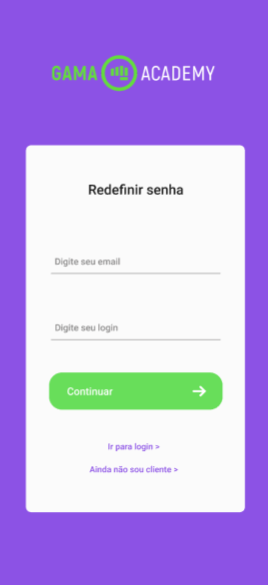 GAMA ACADEMY
Redefinir senha
Digite seu email
Digite seu login
Continuar
Ir para login >
Ainda não sou cliente >